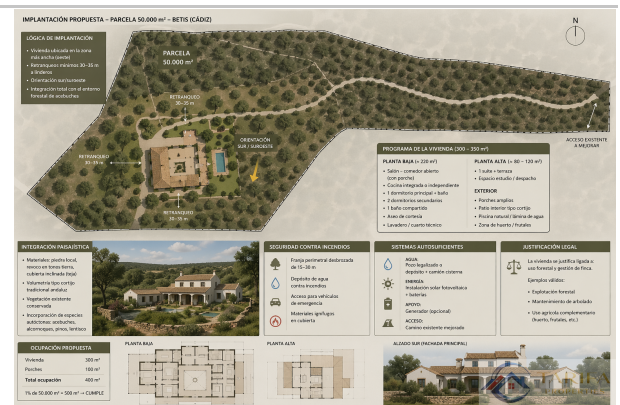 IMPLANTACIÓN PROPUESTA – PARCELA 50.000 m² – BETIS (CÁDIZ)
N
LÓGICA DE IMPLANTACIÓN
• Vivienda ubicada en la zona
más ancha (oeste)
• Retranqueos mínimos 30–35 m
a linderos
• Orientación sur/suroeste
• Integración total con el entorno
forestal de acebuches
PARCELA
50.000 m²
RETRANQUEO
30–35 m
RETRANQUEO
30–35 m
ORIENTACIÓN
SUR / SUROESTE
RETRANQUEO
30–35 m
ACCESO EXISTENTE
A MEJORAR
PROGRAMA DE LA VIVIENDA (300 – 350 m²)
PLANTA BAJA (≈ 220 m²)
• Salón – comedor abierto
(con porche)
• Cocina integrada o independiente
• 1 dormitorio principal + baño
• 2 dormitorios secundarios
• 1 baño compartido
• Aseo de cortesía
• Lavadero / cuarto técnico
PLANTA ALTA (≈ 80 – 120 m²)
• 1 suite + terraza
• Espacio estudio / despacho
EXTERIOR
• Porches amplios
• Patio interior tipo cortijo
• Piscina natural / lámina de agua
• Zona de huerto / frutales
INTEGRACIÓN PAISAJÍSTICA
• Materiales: piedra local,
revoco en tonos tierra,
cubierta inclinada (teja)
• Volumetría tipo cortijo
tradicional andaluz
• Vegetación existente
conservada
• Incorporación de especies
autóctonas: acebuches,
alcornoques, pinos, lentisco
SEGURIDAD CONTRA INCENDIOS
Franja perimetral desbrozada
de 15–30 m
Depósito de agua
contra incendios
Acceso para vehículos
de emergencia
Materiales ignífugos
en cubierta
SISTEMAS AUTOSUFICIENTES
AGUA:
Pozo legalizado o
depósito + camión cisterna
ENERGÍA:
Instalación solar fotovoltaica
+ baterías
APOYO:
Generador (opcional)
ACCESO:
Camino existente mejorado
JUSTIFICACIÓN LEGAL
La vivienda se justifica ligada a
uso forestal y gestión de finca
Ejemplos válidos:
• Explotación forestal
• Mantenimiento de arbolado
• Uso agrícola complementario
(huerto, frutales, etc.)
OCUPACIÓN PROPUESTA
Vivienda 300 m²
Porches 100 m²
Total ocupación 400 m²
1% de 50.000 m² = 500 m² → CUMPLE
PLANTA BAJA
PLANTA ALTA
ALZADO SUR (FACHADA PRINCIPAL)